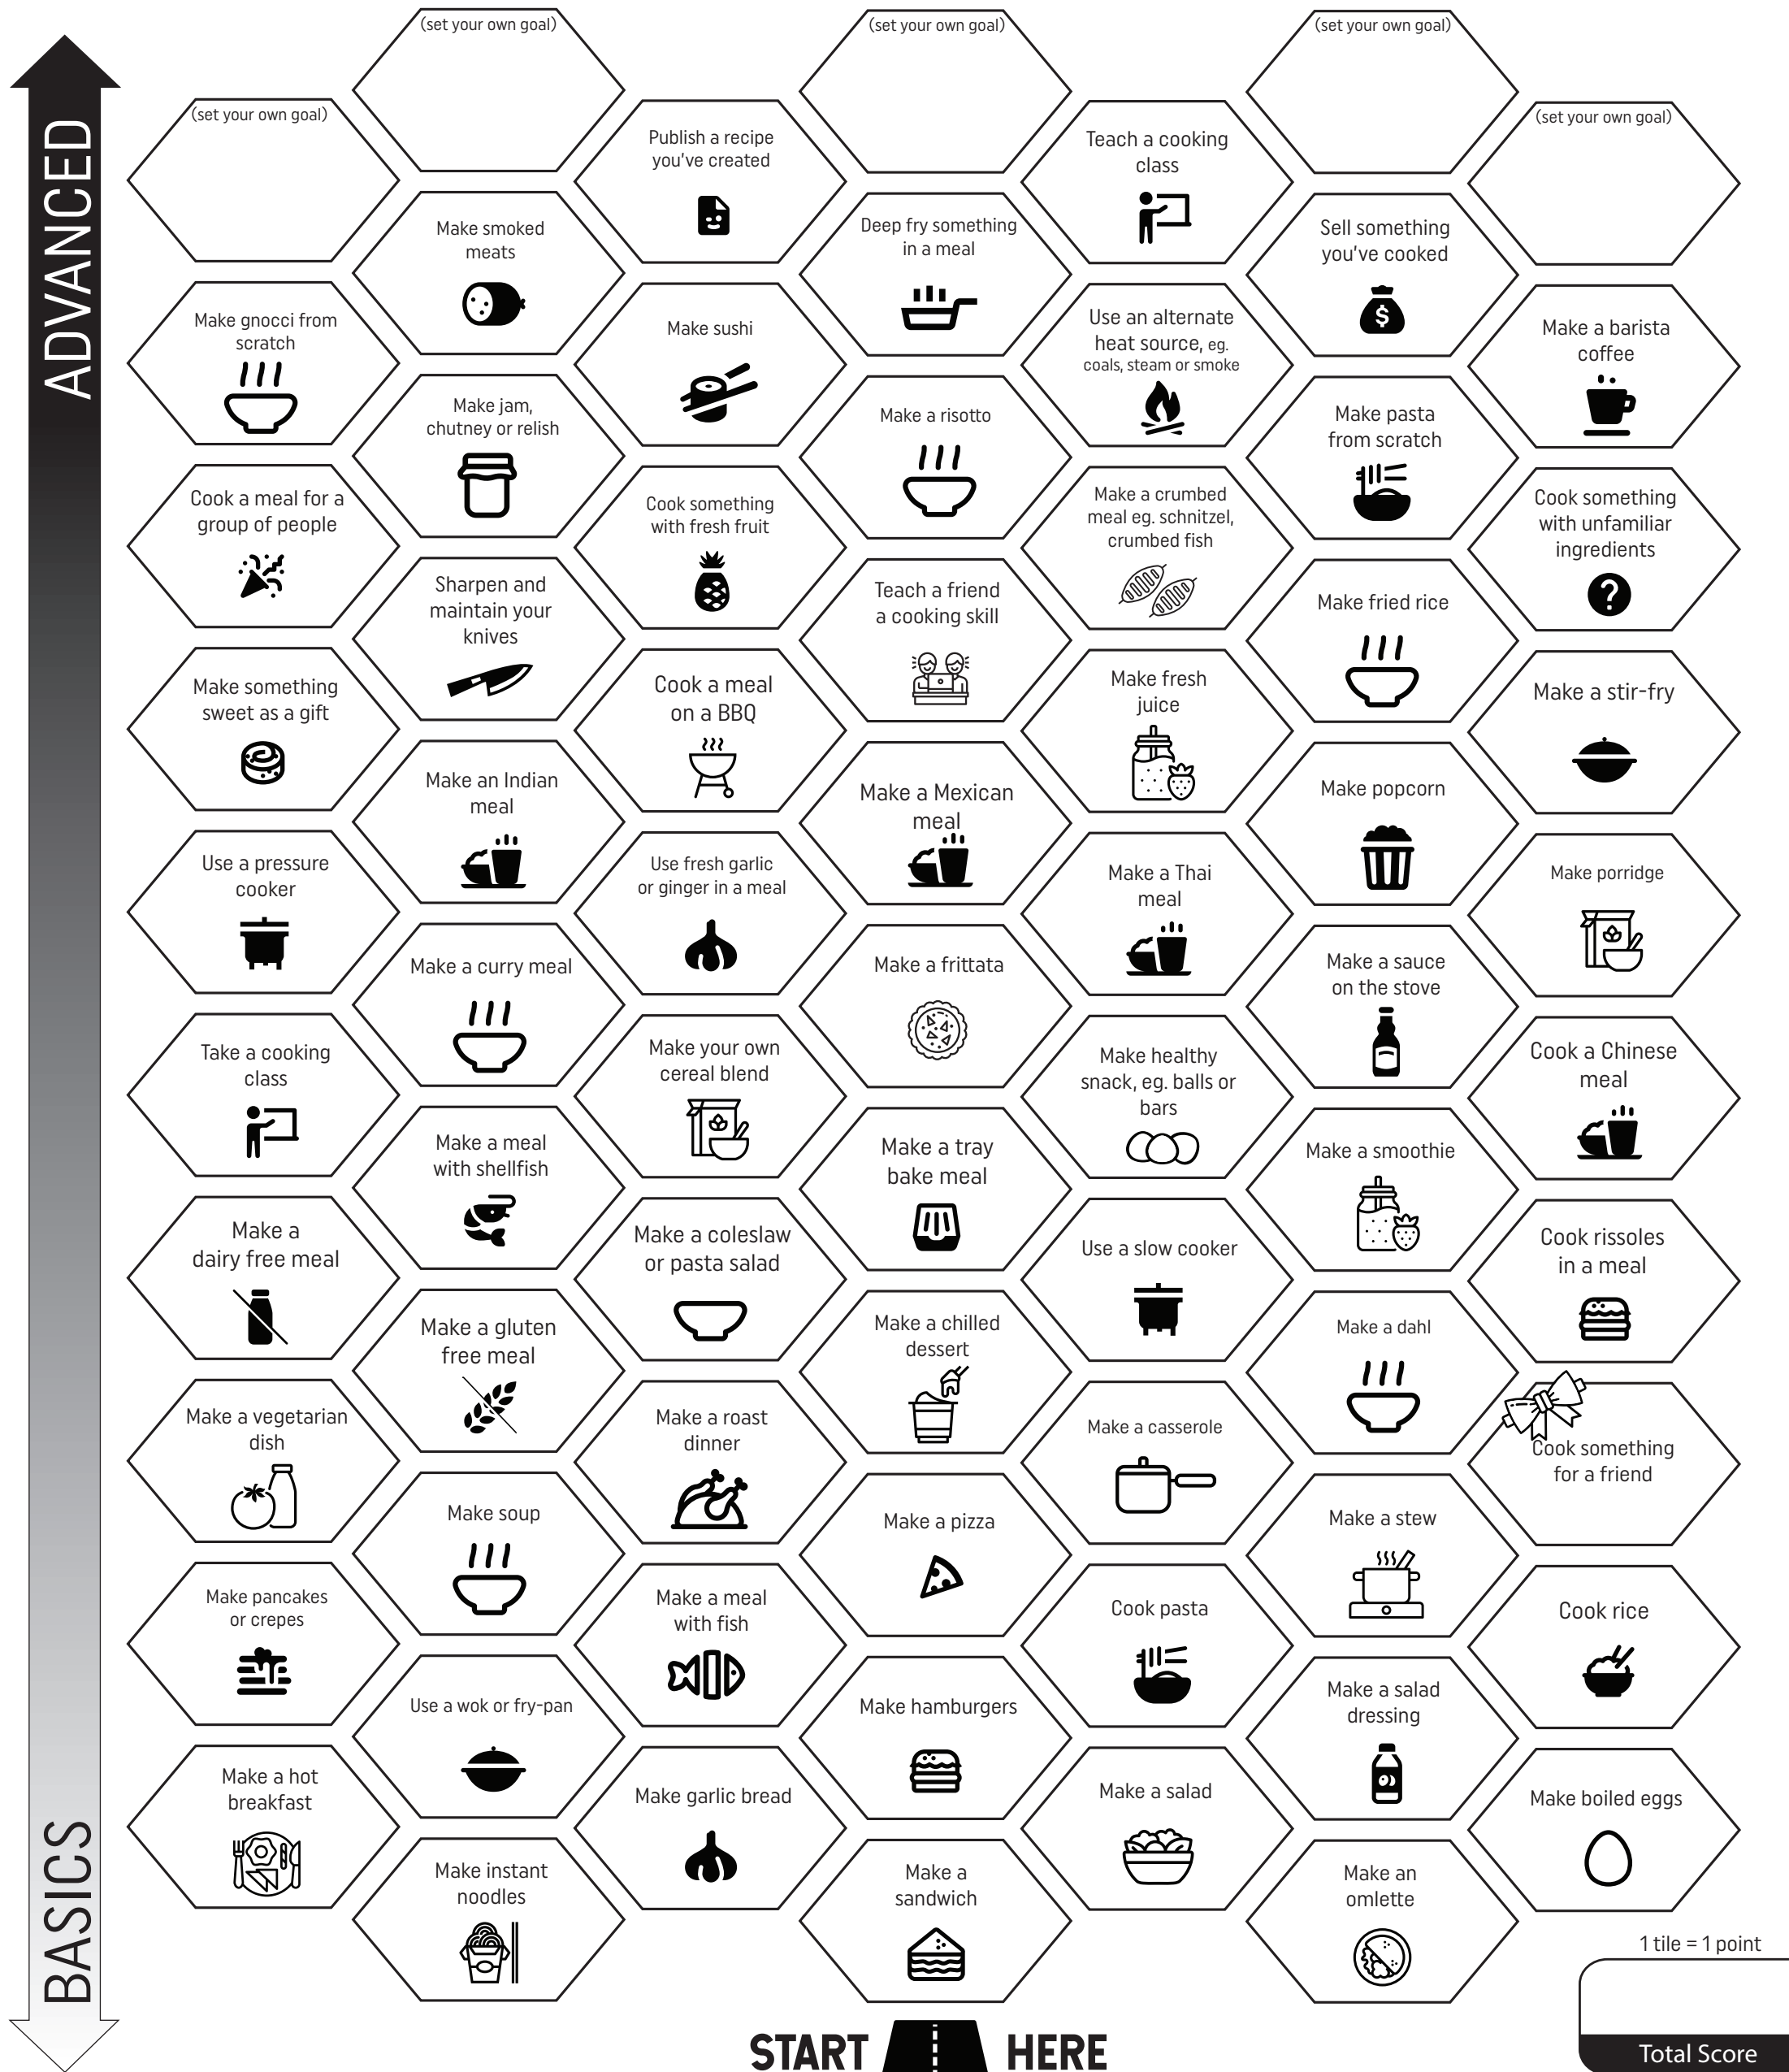 (set your own goal)
(set your own goal)
(set your own goal)
(set your own goal)
(set your own goal)
Publish a recipe
you've created
Teach a cooking
class
Make smoked
meats
Deep fry something
in a meal
Sell something
you've cooked
ADVANCED
Make gnocci from
scratch
Make sushi
Use an alternate
heat source, eg.
coals, steam or smoke
Make a barista
coffee
Make jam,
chutney or relish
Make a risotto
Make pasta
from scratch
Cook a meal for a
group of people
Cook something
with fresh fruit
Make a crumbed
meal eg. schnitzel,
crumbed fish
Cook something
with unfamiliar
ingredients
Sharpen and
maintain your
knives
Teach a friend
a cooking skill
Make fried rice
Make something
sweet as a gift
Cook a meal
on a BBQ
Make fresh
juice
Make a stir-fry
Make an Indian
meal
Make a Mexican
meal
Make popcorn
Use a pressure
cooker
Use fresh garlic
or ginger in a meal
Make a Thai
meal
Make porridge
Make a curry meal
Make a frittata
Make a sauce
on the stove
Take a cooking
class
Make your own
cereal blend
Make healthy
snack, eg. balls or
bars
Cook a Chinese
meal
Make a meal
with shellfish
Make a tray
bake meal
Make a smoothie
Make a
dairy free meal
Make a coleslaw
or pasta salad
Use a slow cooker
Cook rissoles
in a meal
Make a gluten
free meal
Make a chilled
dessert
Make a dahl
Make a vegetarian
dish
Make a roast
dinner
Make a casserole
Cook something
for a friend
Make soup
Make a pizza
Make a stew
Make pancakes
or crepes
Make a meal
with fish
Cook pasta
Cook rice
Use a wok or fry-pan
Make hamburgers
Make a salad
dressing
Make a hot
breakfast
Make garlic bread
Make a salad
Make boiled eggs
BASICS
Make instant
noodles
Make a
sandwich
Make an
omlette
1 tile = 1 point
START HERE
Total Score